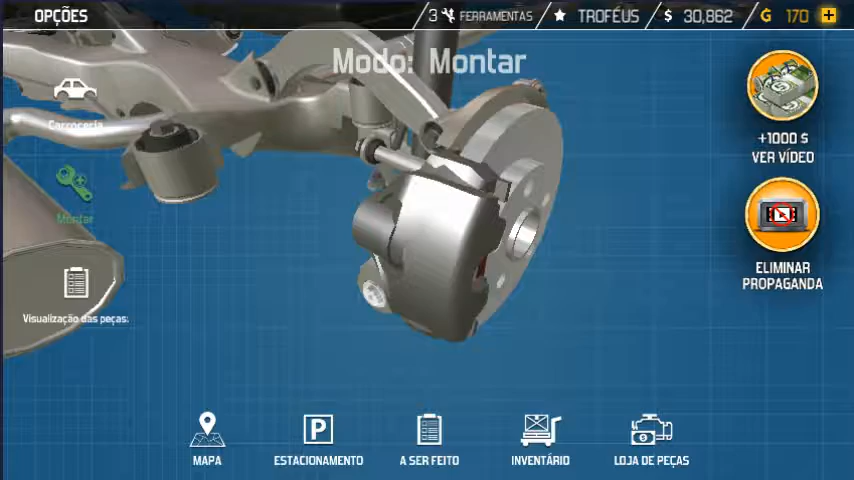 OPÇÕES
3 FERRAMENTAS
TROFÉUS
$ 30,862
G 170 +
Modo: Montar
Carroceria
Montar
Visualização das peças:
+1000 $
VER VÍDEO
ELIMINAR
PROPAGANDA
MAPA
P
ESTACIONAMENTO
A SER FEITO
INVENTÁRIO
LOJA DE PEÇAS